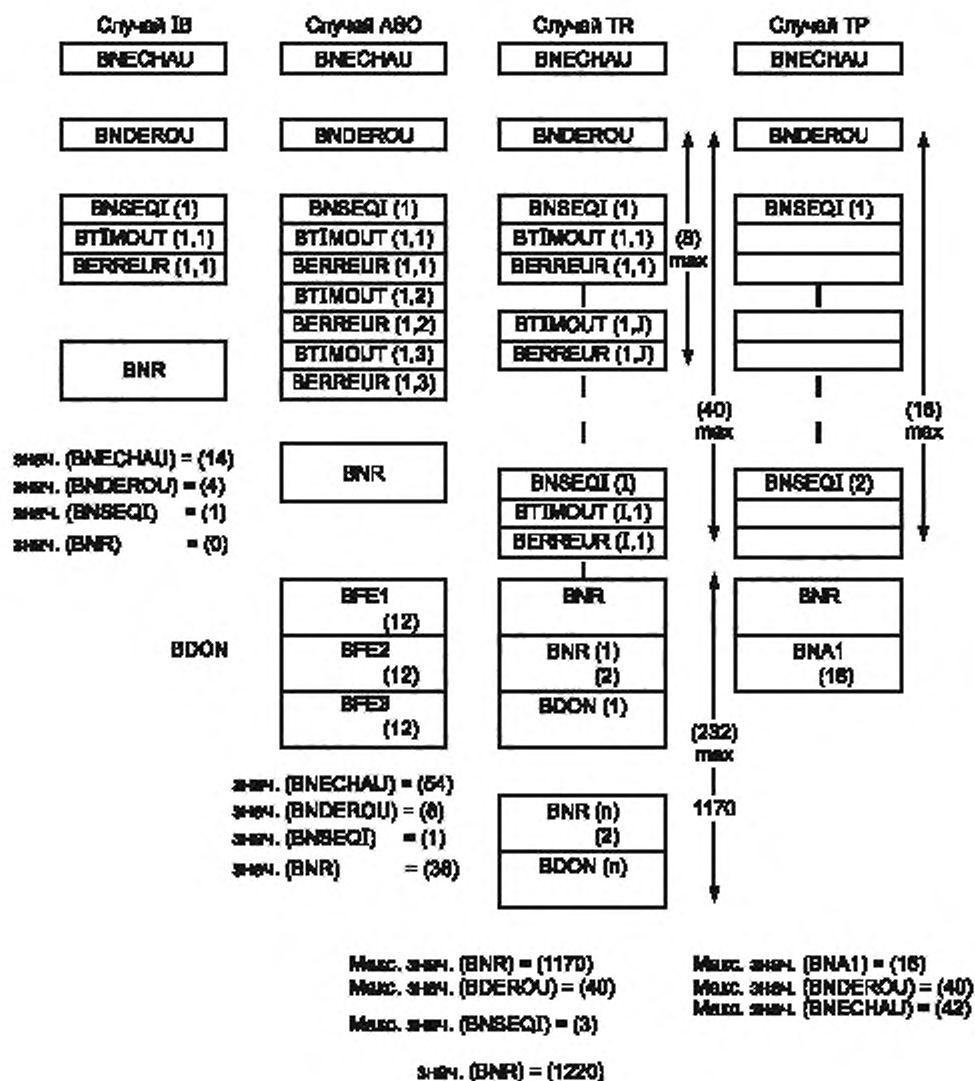 Случай IB
BNECHAU
BNDEROU
BNSEQI (1)
BTIMOUT (1,1)
BERREUR (1,1)
BNR
знач. (BNECHAU) = (14)
знач. (BNDEROU) = (4)
знач. (BNSEQI) = (1)
знач. (BNR) = (0)
BDON
Случай ASO
BNECHAU
BNDEROU
BNSEQI (1)
BTIMOUT (1,1)
BERREUR (1,1)
BTIMOUT (1,2)
BERREUR (1,2)
BTIMOUT (1,3)
BERREUR (1,3)
BNR
BFE1
(12)
BFE2
(12)
BFE3
(12)
знач. (BNECHAU) = (54)
знач. (BNDEROU) = (8)
знач. (BNSEQI) = (1)
знач. (BNR) = (38)
Случай TR
BNECHAU
BNDEROU
BNSEQI (1)
BTIMOUT (1,1)
BERREUR (1,1)
BTIMOUT (1,J)
BERREUR (1,J)
BNSEQI (I)
BTIMOUT (I,1)
BERREUR (I,1)
BNR
BNR (1)
(2)
BDON (1)
BNR (n)
(2)
BDON (n)
(8)
max
(40)
max
(232)
max
1170
Случай TP
BNECHAU
BNDEROU
BNSEQI (1)
BNSEQI (2)
BNR
BNA1
(16)
(16)
max
Макс. знач. (BNR) = (1170)
Макс. знач. (BDEROU) = (40)
Макс. знач. (BNSEQI) = (3)
знач. (BNR) = (1220)
Макс. знач. (BNA1) = (16)
Макс. знач. (BNDEROU) = (40)
Макс. знач. (BNECHAU) = (42)